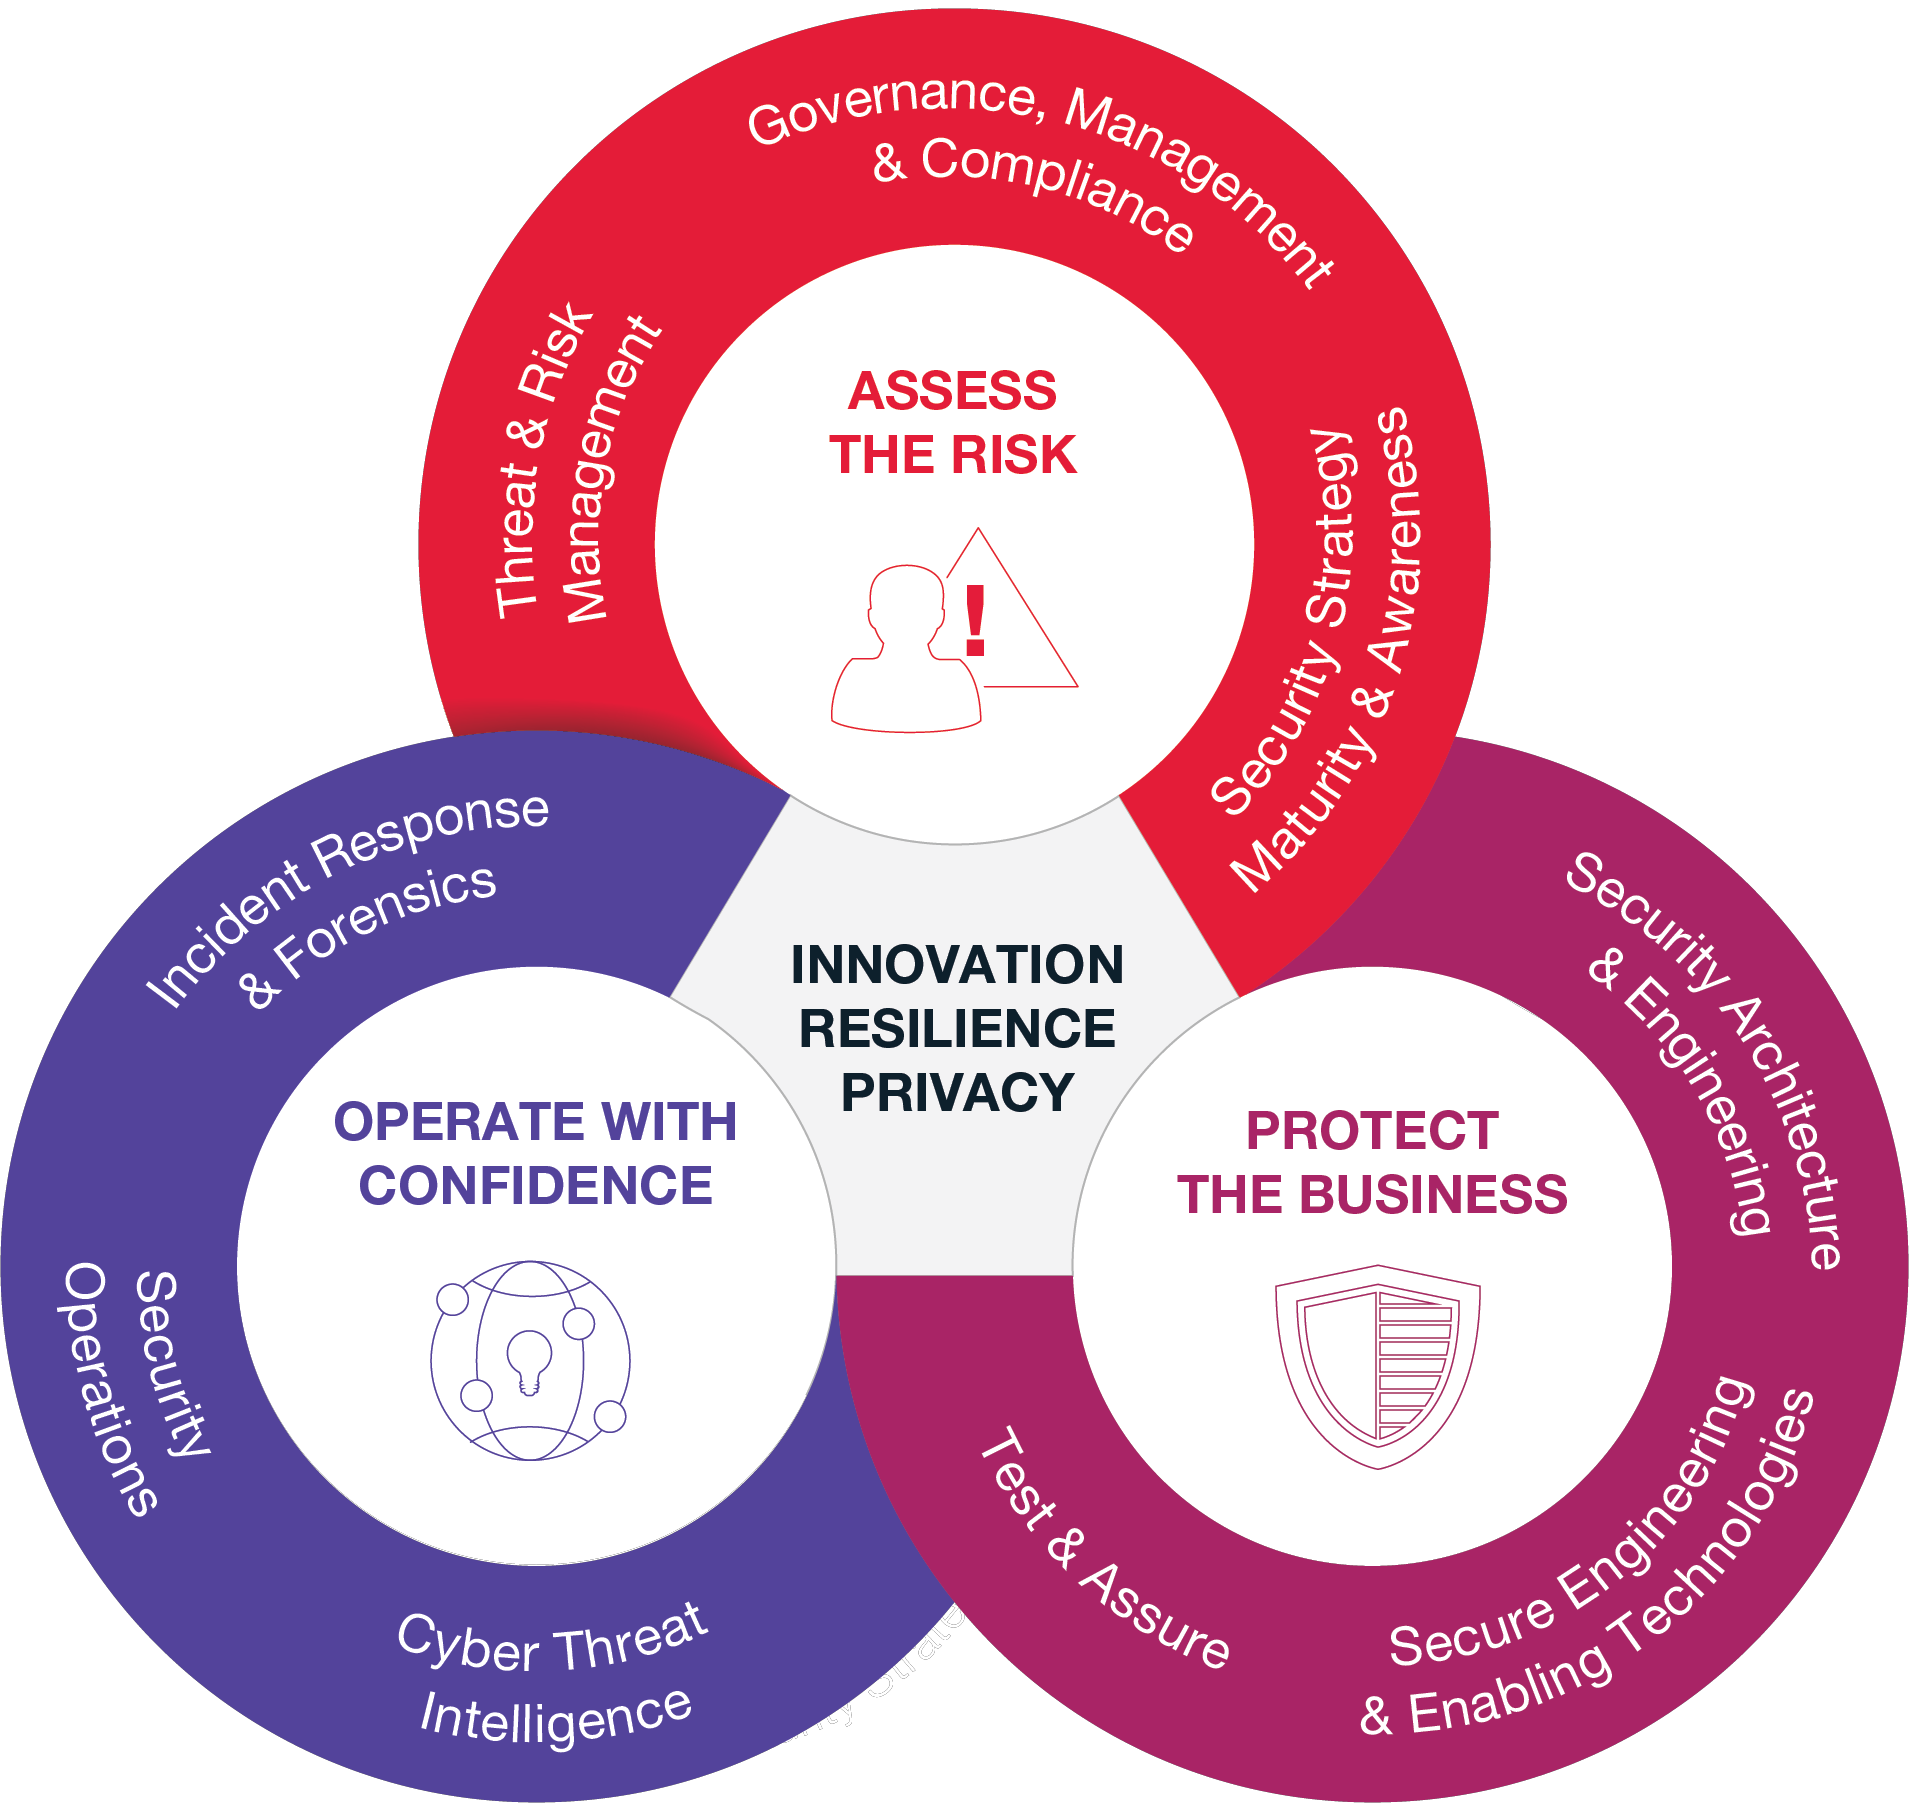 Governance, Management
& Compliance
Threat & Risk
Management
Security Strategy
Maturity & Awareness
ASSESS
THE RISK
!
Incident Response
& Forensics
Security
Operations
Cyber Threat
Intelligence
OPERATE WITH
CONFIDENCE
INNOVATION
RESILIENCE
PRIVACY
Security Architecture
& Engineering
Secure Engineering
& Enabling Technologies
Test & Assure
PROTECT
THE BUSINESS